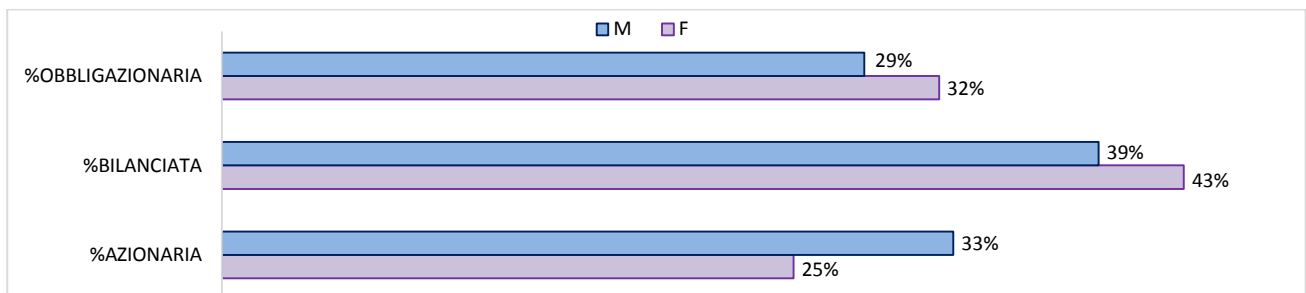 M F
%OBBLIGAZIONARIA 29%
32%
%BILANCIATA 39%
43%
%AZIONARIA 33%
25%